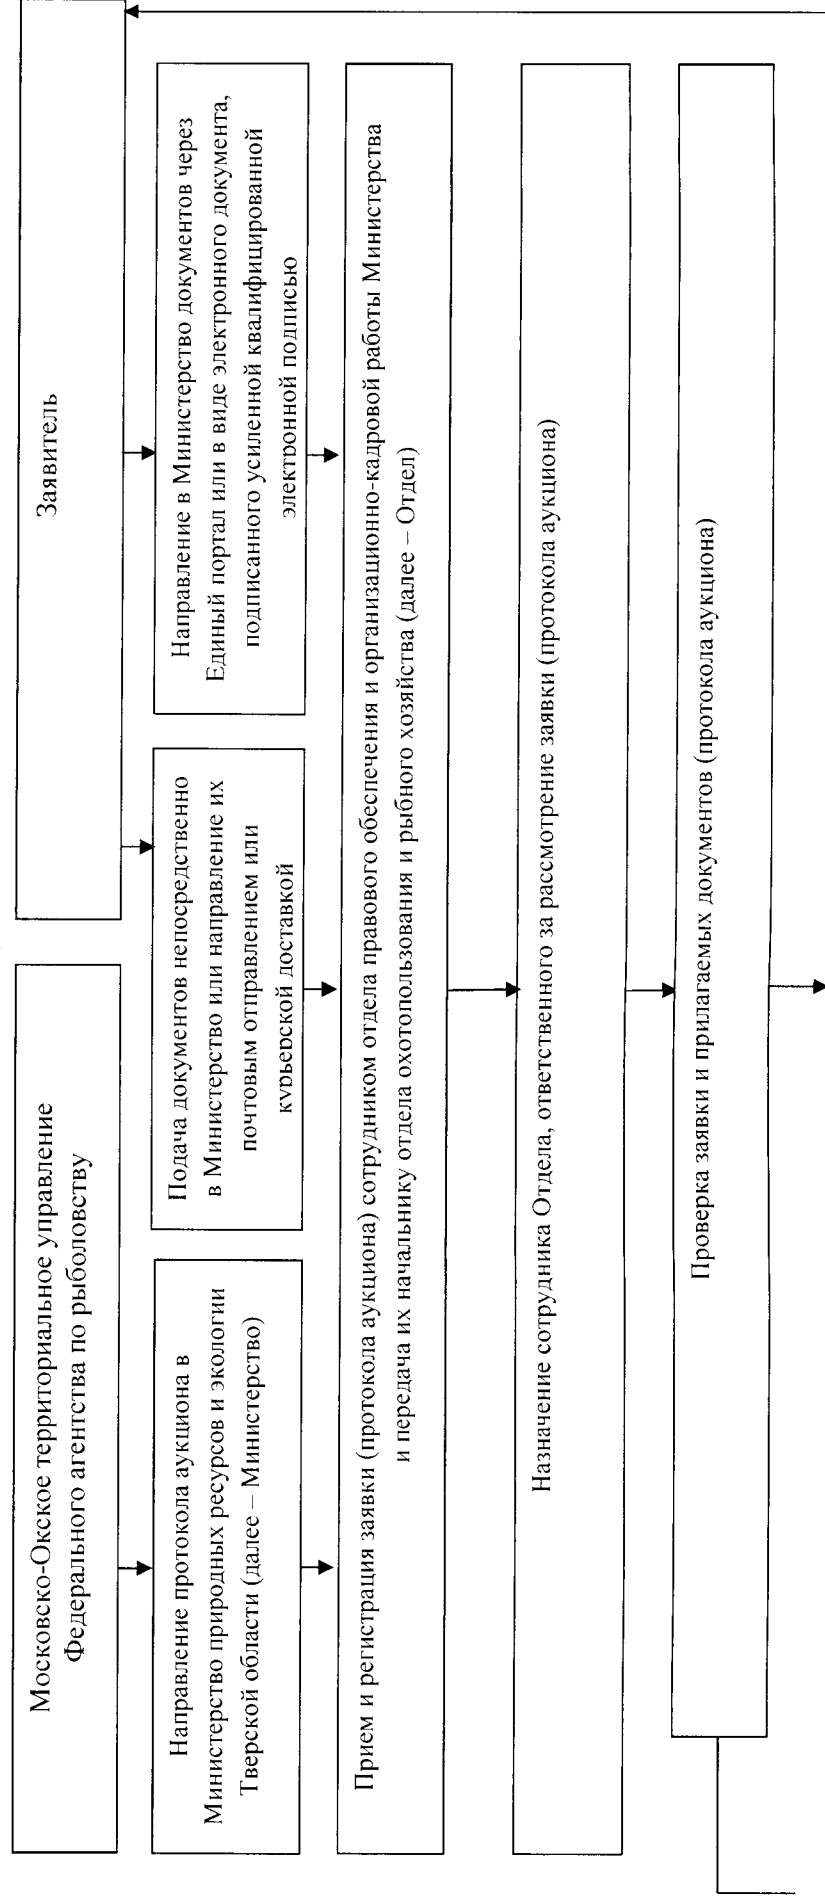 Московско-Окское территориальное управление
Федерального агентства по рыболовству
Заявитель
Направление протокола аукциона в
Министерство природных ресурсов и экологии
Тверской области (далее – Министерство)
Подача документов непосредственно
в Министерство или направление их
почтовым отправлением или
курьерской доставкой
Направление в Министерство документов через
Единый портал или в виде электронного документа,
подписанного усиленной квалифицированной
электронной подписью
Прием и регистрация заявки (протокола аукциона) сотрудником отдела правового обеспечения и организационно-кадровой работы Министерства
и передача их начальнику отдела охотопользования и рыбного хозяйства (далее – Отдел)
Назначение сотрудника Отдела, ответственного за рассмотрение заявки (протокола аукциона)
Проверка заявки и прилагаемых документов (протокола аукциона)